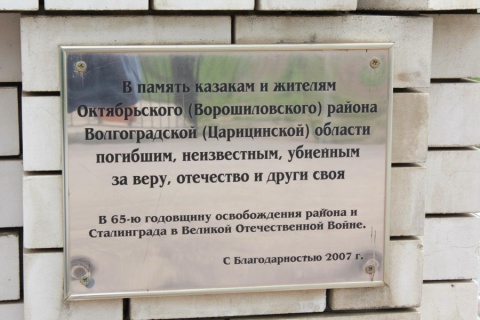 В память казакам и жителям
Октябрьского (Ворошиловского) района
Волгоградской (Царицинской) области
погибшим, неизвестным, убиенным
за веру, отечество и други своя
В 65-ю годовщину освобождения района и
Сталинграда в Великой Отечественной Войне.
С Благодарностью 2007 г.